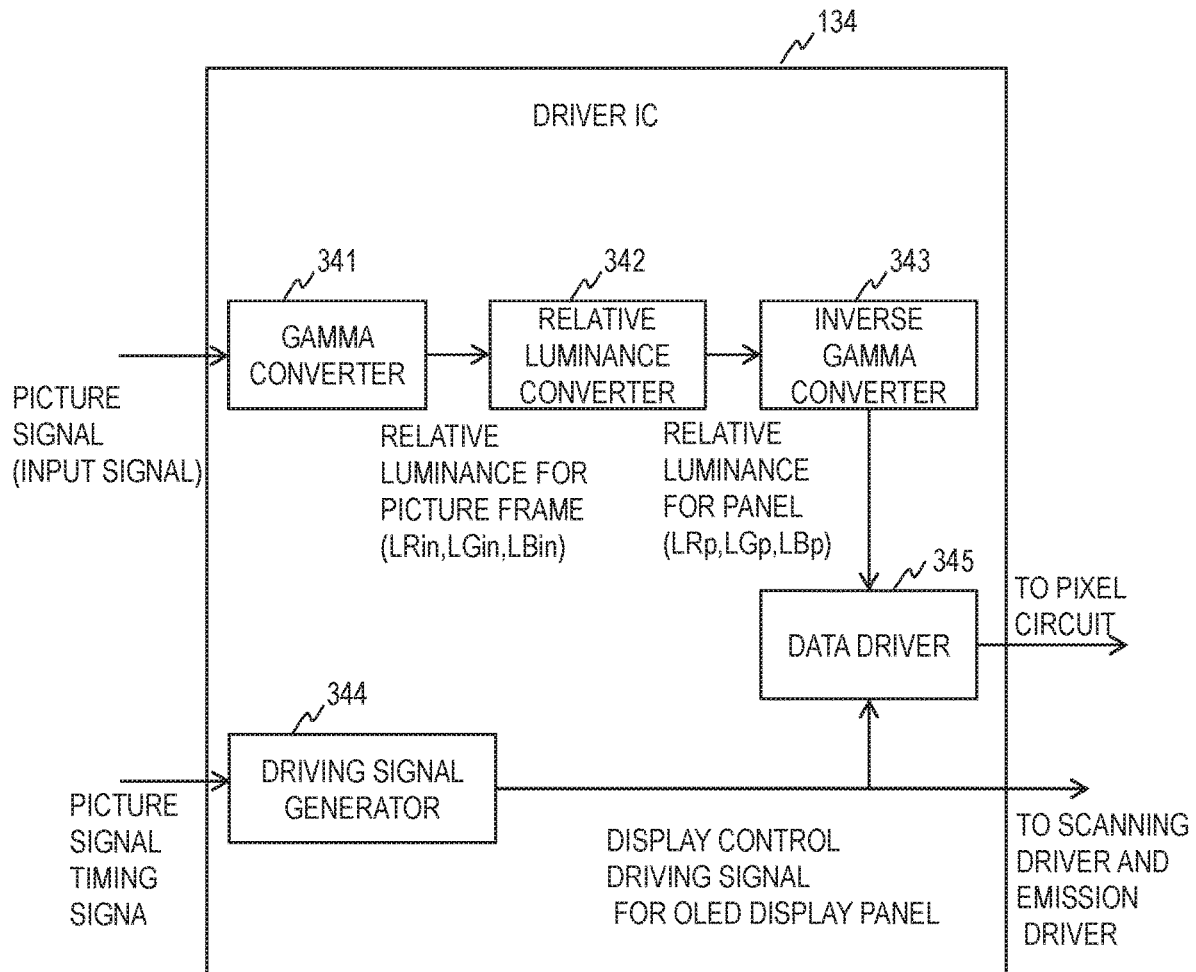 134
DRIVER IC
341
342
343
GAMMA
CONVERTER
RELATIVE
LUMINANCE
CONVERTER
INVERSE
GAMMA
CONVERTER
PICTURE
SIGNAL
(INPUT SIGNAL)
RELATIVE
LUMINANCE FOR
PICTURE FRAME
(LRin,LGin,LBin)
RELATIVE
LUMINANCE
FOR PANEL
(LRp,LGp,LBp)
345
DATA DRIVER
TO PIXEL
CIRCUIT
344
DRIVING SIGNAL
GENERATOR
PICTURE
SIGNAL
TIMING
SIGNA
DISPLAY CONTROL
DRIVING SIGNAL
FOR OLED DISPLAY PANEL
TO SCANNING
DRIVER AND
EMISSION
DRIVER